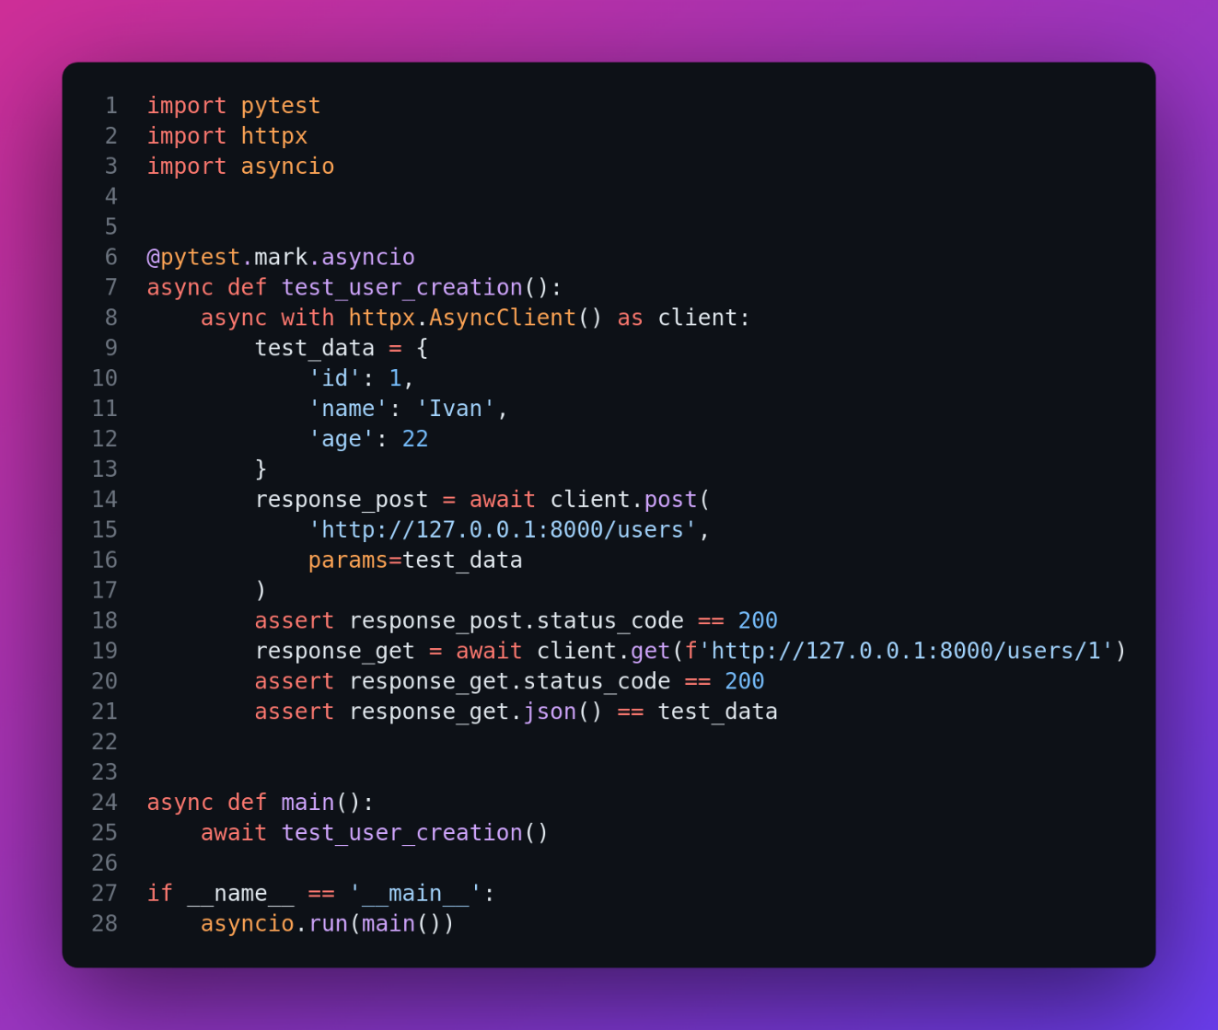 1 import pytest
2 import httpx
3 import asyncio
4
5
6 @pytest.mark.asyncio
7 async def test_user_creation():
8     async with httpx.AsyncClient() as client:
9         test_data = {
10             'id': 1,
11             'name': 'Ivan',
12             'age': 22
13         }
14         response_post = await client.post(
15             'http://127.0.0.1:8000/users',
16             params=test_data
17         )
18         assert response_post.status_code == 200
19         response_get = await client.get(f'http://127.0.0.1:8000/users/1')
20         assert response_get.status_code == 200
21         assert response_get.json() == test_data
22
23
24 async def main():
25     await test_user_creation()
26
27 if __name__ == '__main__':
28     asyncio.run(main())